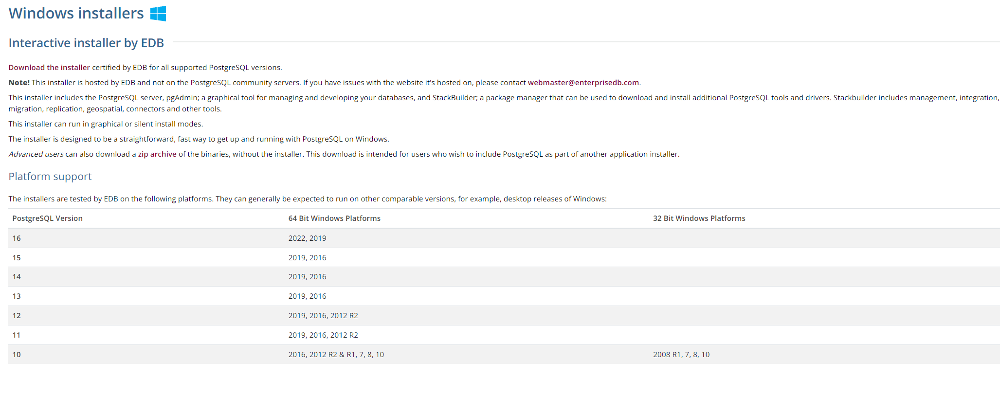 Windows installers
Interactive installer by EDB
Download the installer certified by EDB for all supported PostgreSQL versions.
Note! This installer is hosted by EDB and not on the PostgreSQL community servers. If you have issues with the website it's hosted on, please contact webmaster@enterprisedb.com.
This installer includes the PostgreSQL server, pgAdmin; a graphical tool for managing and developing your databases, and StackBuilder; a package manager that can be used to download and install additional PostgreSQL tools and drivers. Stackbuilder includes management, integration,
migration, replication, geospatial, connectors and other tools.
This installer can run in graphical or silent install modes.
The installer is designed to be a straightforward, fast way to get up and running with PostgreSQL on Windows.
Advanced users can also download a zip archive of the binaries, without the installer. This download is intended for users who wish to include PostgreSQL as part of another application installer.
Platform support
The installers are tested by EDB on the following platforms. They can generally be expected to run on other comparable versions, for example, desktop releases of Windows:
PostgreSQL Version 64 Bit Windows Platforms 32 Bit Windows Platforms
16 2022, 2019
15 2019, 2016
14 2019, 2016
13 2019, 2016
12 2019, 2016, 2012 R2
11 2019, 2016, 2012 R2
10 2016, 2012 R2 & R1, 7, 8, 10 2008 R1, 7, 8, 10